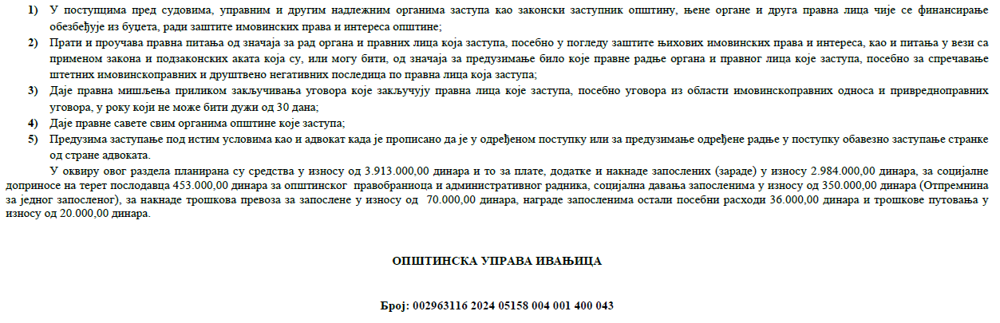 1) У поступцима пред судовима, управним и другим надлежним органима заступа као законски заступник општину, њене органе и друга правна лица чије се финансирање
обезбеђује из буџета, ради заштите имовинских права и интереса општине;
2) Прати и проучава правна питања од значаја за рад органа и правних лица која заступа, посебно у погледу заштите њихових имовинских права и интереса, као и питања у вези са
применом закона и подзаконских аката која су, или могу бити, од значаја за предузимање било које правне радње органа и правног лица које заступа, посебно за спречавање
штетних имовинскоправних и друштвено негативних последица по правна лица која заступа;
3) Даје правна мишљења приликом закључивања уговора које закључују правна лица које заступа, посебно уговора из области имовинскоправних односа и привредноправних
уговора, у року који не може бити дужи од 30 дана;
4) Даје правне савете свим органима општине које заступа;
5) Предузима заступање под истим условима као и адвокат када је прописано да је у одређеном поступку или за предузимање одређене радње у поступку обавезно заступање странке
од стране адвоката.
У оквиру овог раздела планирана су средства у износу од 3.913.000,00 динара и то за плате, додатке и накнаде запослених (зараде) у износу 2.984.000,00 динара, за социјалне
доприносе на терет послодавца 453.000,00 динара за општинског правобраниоца и административног радника, социјална давања запосленима у износу од 350.000,00 динара (Отпремнина
за једног запосленог), за накнаде трошкова превоза за запослене у износу од 70.000,00 динара, награде запосленима остали посебни расходи 36.000,00 динара и трошкове путовања у
износу од 20.000,00 динара.
ОПШТИНСКА УПРАВА ИВАЊИЦА
Број: 002963116 2024 05158 004 001 400 043